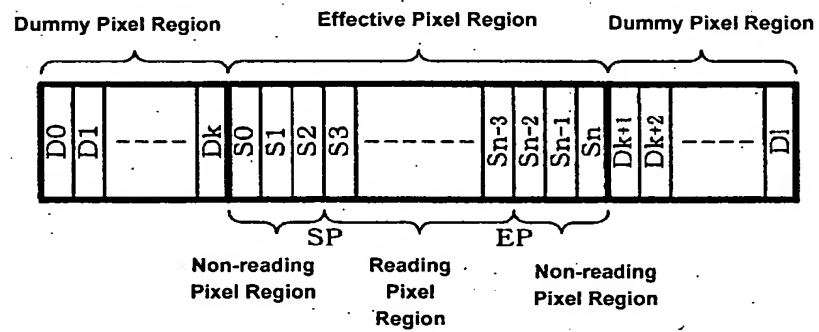 Dummy Pixel Region Effective Pixel Region Dummy Pixel Region
D0 D1 Dk S0 S1 S2 S3 Sn-3 Sn-2 Sn-1 Sn Dk+1 Dk+2 Dl
SP EP
Non-reading Reading Non-reading
Pixel Region Pixel Pixel Region
Region